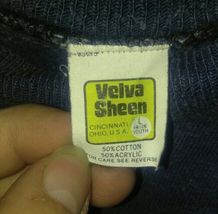 Velva
Sheen
CINCINNATI
OHIO, U.S.A.
L
YOUTH
50% COTTON
50% ACRYLIC
FOR CARE SEE REVERSE